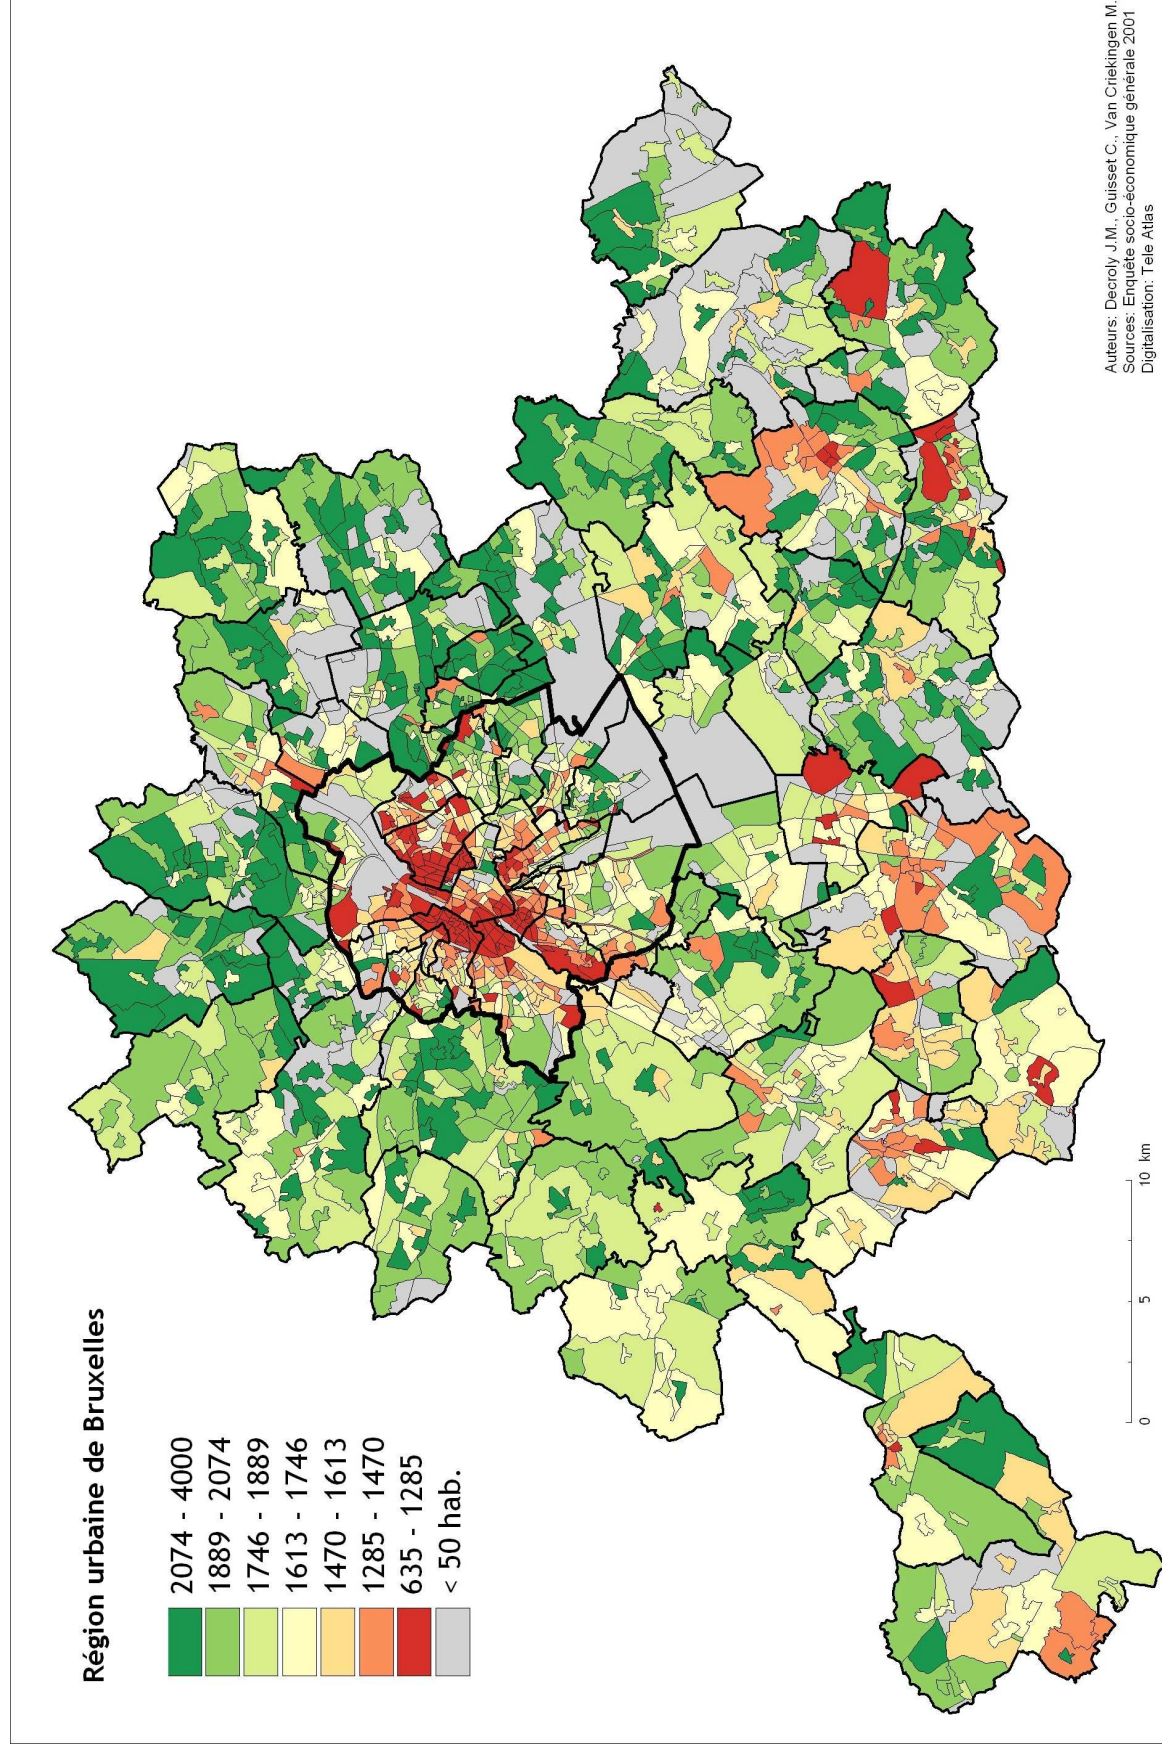 Région urbaine de Bruxelles
2074 - 4000
1889 - 2074
1746 - 1889
1613 - 1746
1470 - 1613
1285 - 1470
635 - 1285
< 50 hab.
0 5 10 km
Auteurs: Decroly J.M., Guisset C., Van Criekingen M.
Sources: Enquête socio-économique générale 2001
Digitalisation: Tele Atlas